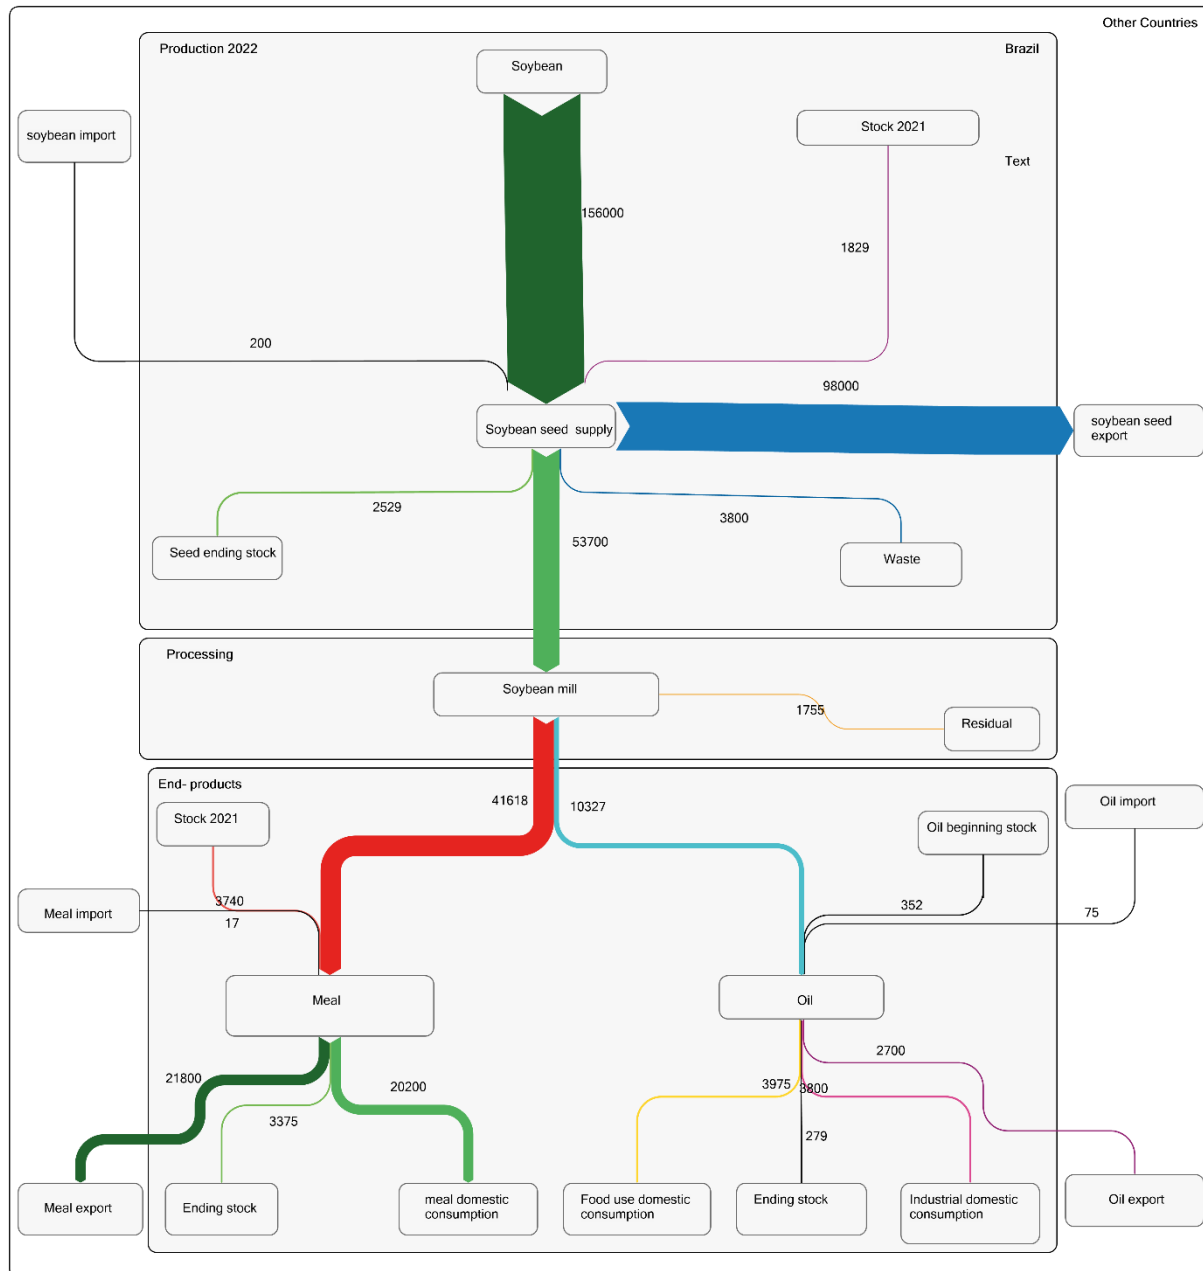 Other Countries
Production 2022
Brazil
Soybean
soybean import
Stock 2021
Text
156000
1829
200
98000
Soybean seed  supply
soybean seed
export
2529
3800
53700
Seed ending stock
Waste
Processing
Soybean mill
1755
Residual
End- products
41618
10327
Stock 2021
Oil beginning stock
Oil import
3740
17
352
75
Meal import
Meal
Oil
21800
20200
3375
3975
3800
2700
279
Meal export
Ending stock
meal domestic
consumption
Food use domestic
consumption
Ending stock
Industrial domestic
consumption
Oil export